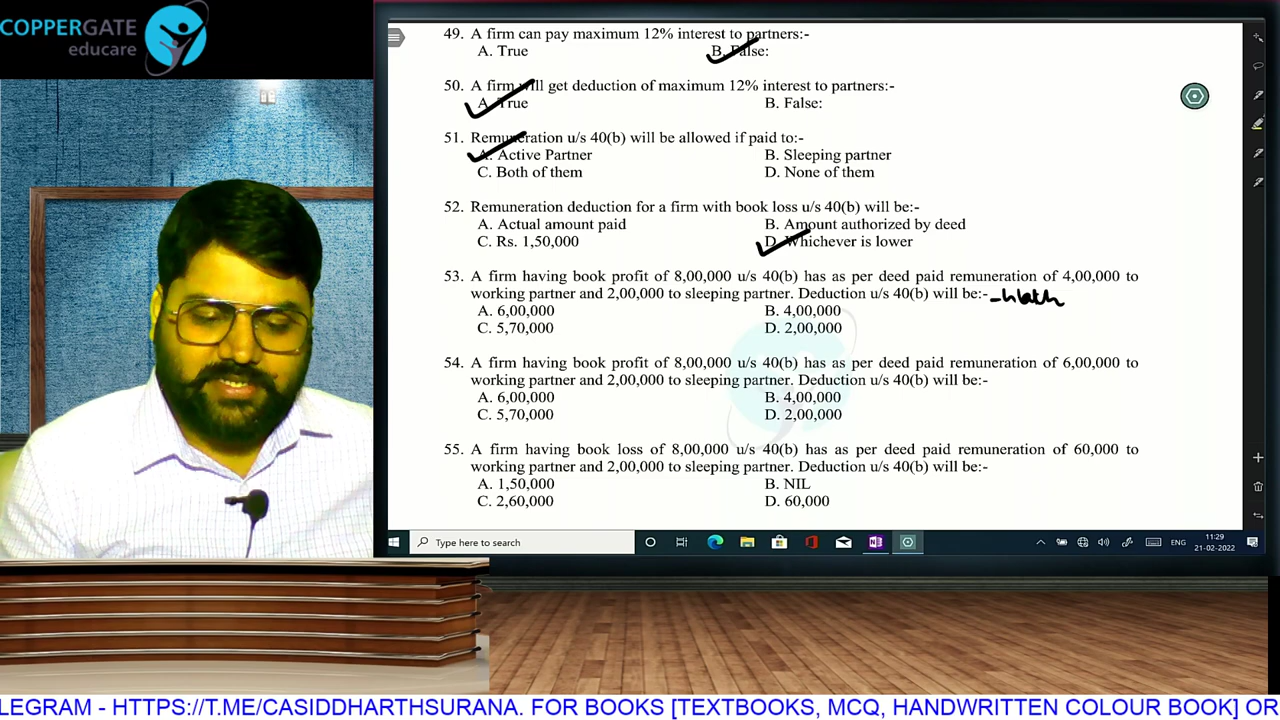 COPPERGATE
educare
49. A firm can pay maximum 12% interest to partners:-
A. True B. False:
50. A firm will get deduction of maximum 12% interest to partners:-
A. True B. False:
51. Remuneration u/s 40(b) will be allowed if paid to:-
A. Active Partner B. Sleeping partner
C. Both of them D. None of them
52. Remuneration deduction for a firm with book loss u/s 40(b) will be:-
A. Actual amount paid B. Amount authorized by deed
C. Rs. 1,50,000 D. Whichever is lower
53. A firm having book profit of 8,00,000 u/s 40(b) has as per deed paid remuneration of 4,00,000 to
working partner and 2,00,000 to sleeping partner. Deduction u/s 40(b) will be:-
A. 6,00,000 B. 4,00,000
C. 5,70,000 D. 2,00,000
54. A firm having book profit of 8,00,000 u/s 40(b) has as per deed paid remuneration of 6,00,000 to
working partner and 2,00,000 to sleeping partner. Deduction u/s 40(b) will be:-
A. 6,00,000 B. 4,00,000
C. 5,70,000 D. 2,00,000
55. A firm having book loss of 8,00,000 u/s 40(b) has as per deed paid remuneration of 60,000 to
working partner and 2,00,000 to sleeping partner. Deduction u/s 40(b) will be:-
A. 1,50,000 B. NIL
C. 2,60,000 D. 60,000
Type here to search ENG 11:29
21-02-2022
LEGRAM - HTTPS://T.ME/CASIDDHARTHSURANA. FOR BOOKS [TEXTBOOKS, MCQ, HANDWRITTEN COLOUR BOOK] OR